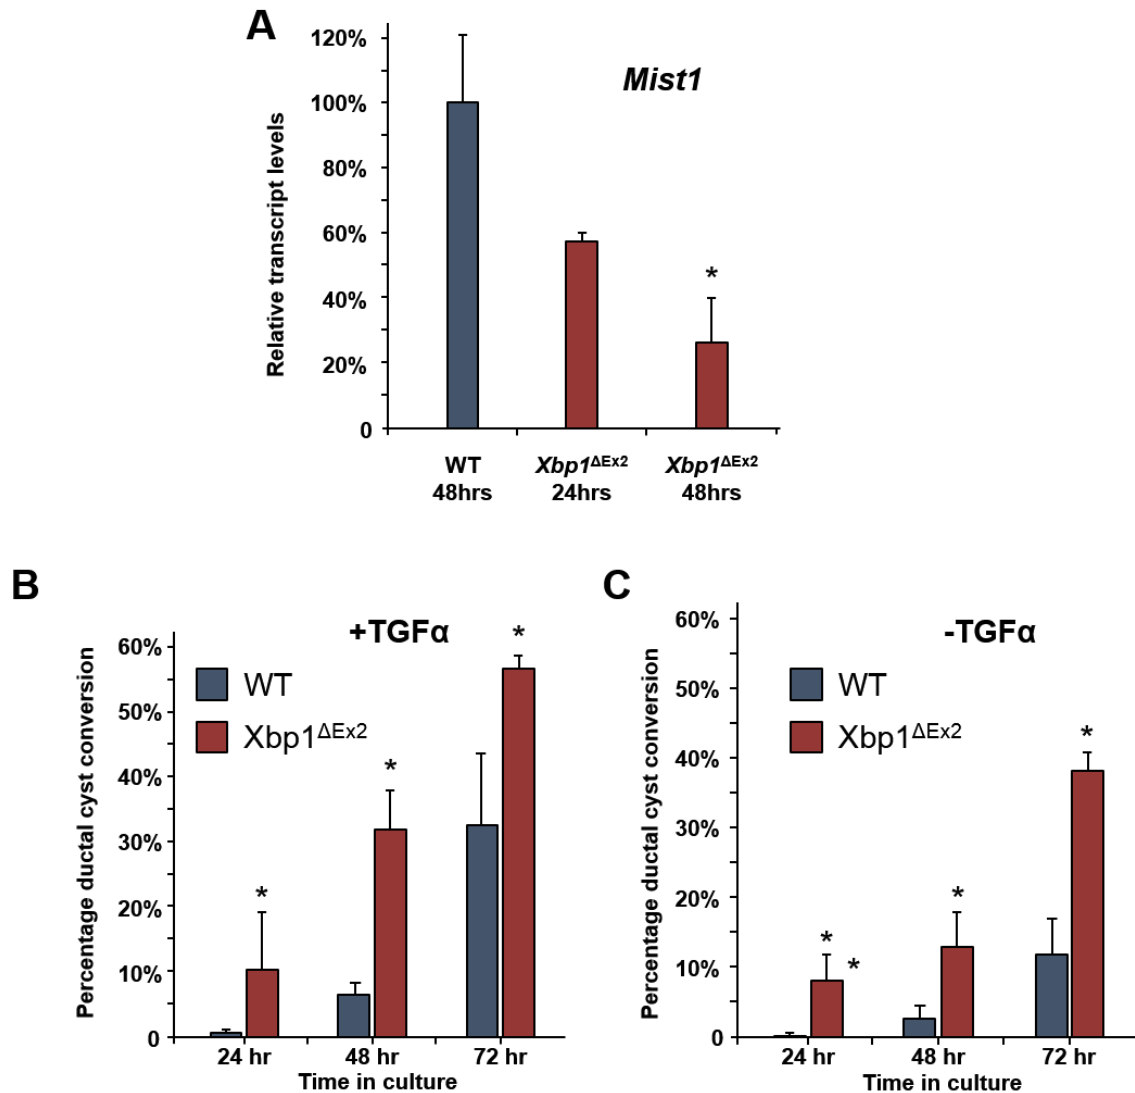 A
Mist1
Relative transcript levels
120%
100%
80%
60%
40%
20%
0
*
WT
48hrs
Xbp1ΔEx2
24hrs
Xbp1ΔEx2
48hrs
B
+TGFα
Percentage ductal cyst conversion
60%
50%
40%
30%
20%
10%
0
WT
Xbp1ΔEx2
*
*
*
24 hr 48 hr 72 hr
Time in culture
C
-TGFα
Percentage ductal cyst conversion
60%
50%
40%
30%
20%
10%
0
WT
Xbp1ΔEx2
*
*
*
*
24 hr 48 hr 72 hr
Time in culture